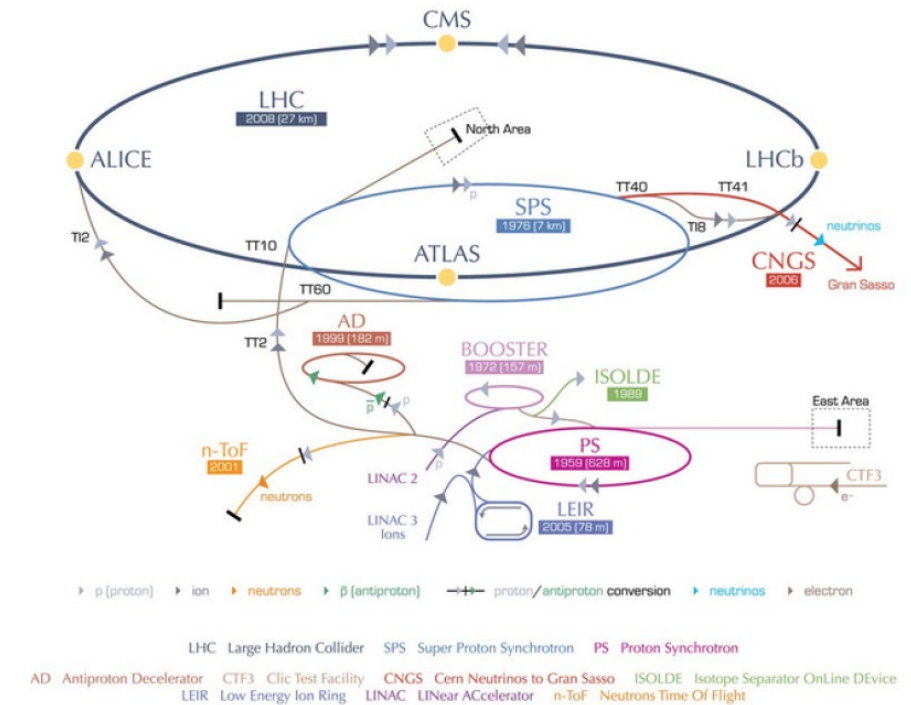 CMS
LHC
2008 (27 km)
North Area
ALICE
LHCb
p
TT40
TT41
SPS
1976 (7 km)
TI8
TI2
TT10
neutrinos
ATLAS
CNGS
2006
Gran Sasso
TT60
AD
1999 (182 m)
TT2
BOOSTER
1972 (157 m)
ISOLDE
1989
East Area
p̅
p
n-ToF
2001
PS
1959 (628 m)
p
LINAC 2
neutrons
CTF3
e-
LEIR
2005 (78 m)
LINAC 3
Ions
p (proton) ion neutrons p̅ (antiproton) proton/antiproton conversion neutrinos electron
LHC Large Hadron Collider SPS Super Proton Synchrotron PS Proton Synchrotron
AD Antiproton Decelerator CTF3 Clic Test Facility CNGS Cern Neutrinos to Gran Sasso ISOLDE Isotope Separator OnLine DEvice
LEIR Low Energy Ion Ring LINAC LINear ACcelerator n-ToF Neutrons Time Of Flight